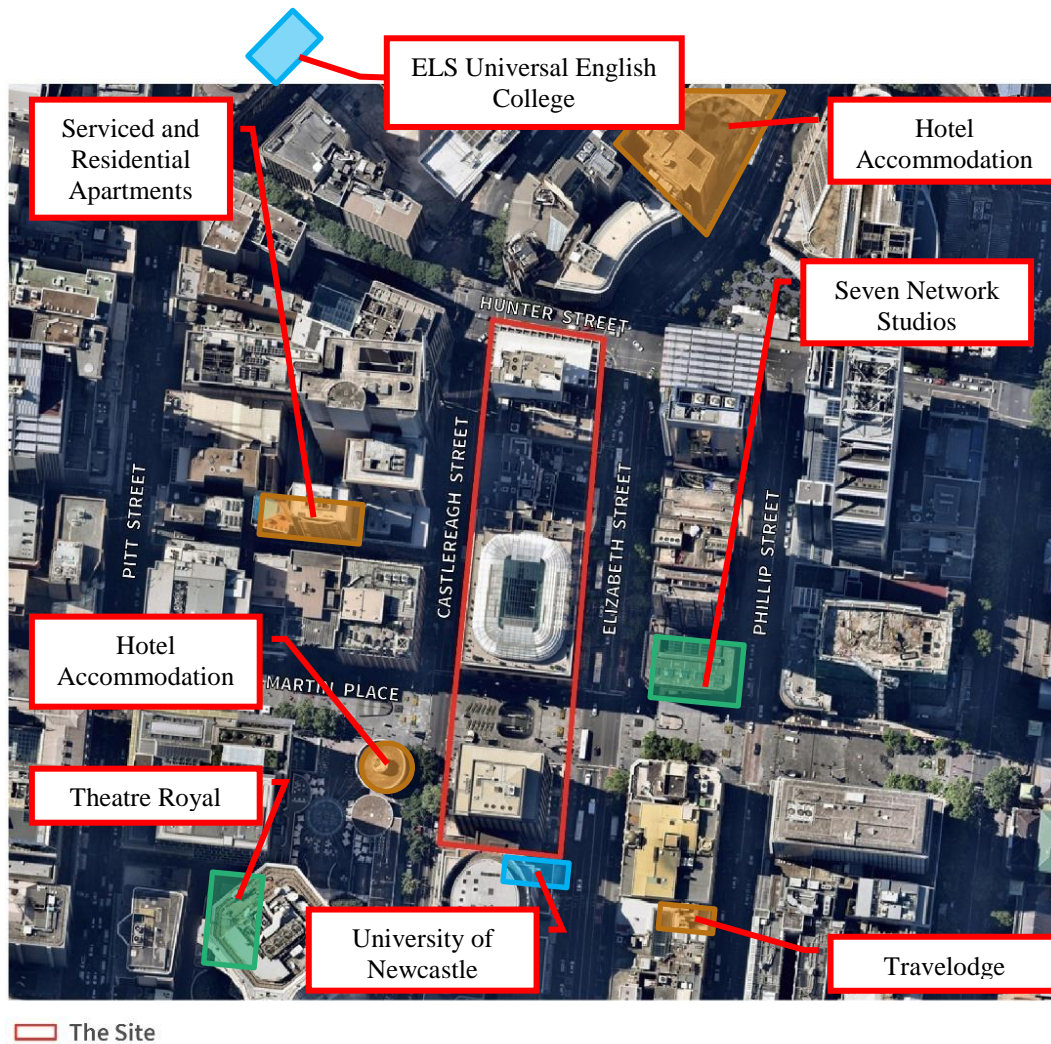 ELS Universal English
College
Serviced and
Residential
Apartments
Hotel
Accommodation
Seven Network
Studios
HUNTER STREET
PITT STREET
CASTLEREAGH STREET
ELIZABETH STREET
PHILLIP STREET
Hotel
Accommodation
MARTIN PLACE
Theatre Royal
University of
Newcastle
Travelodge
The Site